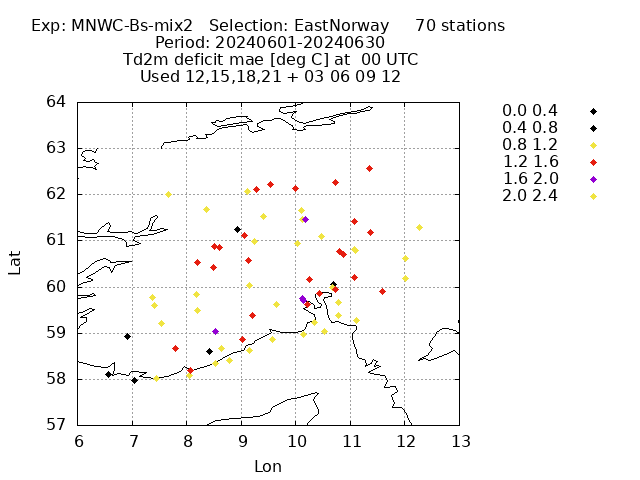 Exp: MNWC-Bs-mix2   Selection: EastNorway     70 stations
Period: 20240601-20240630
Td2m deficit mae [deg C] at  00 UTC
Used 12,15,18,21 + 03 06 09 12
0.0 0.4
0.4 0.8
0.8 1.2
1.2 1.6
1.6 2.0
2.0 2.4
64
63
62
61
60
59
58
57
Lat
6 7 8 9 10 11 12 13
Lon